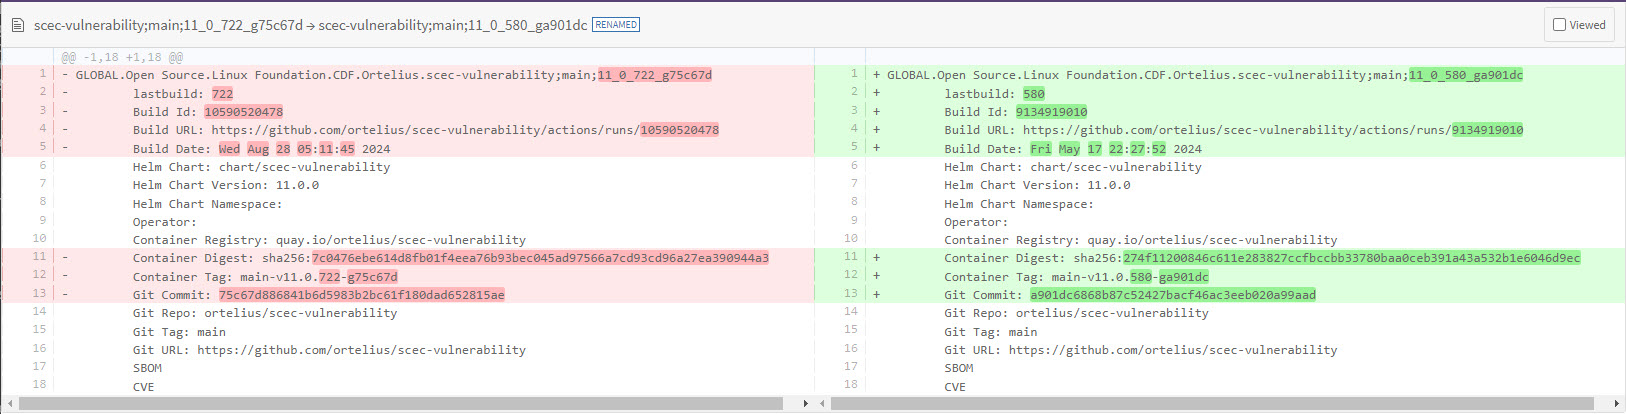 scec-vulnerability;main;11_0_722_g75c67d → scec-vulnerability;main;11_0_580_ga901dc RENAMED
Viewed
@@ -1,18 +1,18 @@
1 - GLOBAL.Open Source.Linux Foundation.CDF.Ortelius.scec-vulnerability;main;11_0_722_g75c67d
2 - lastbuild: 722
3 - Build Id: 10590520478
4 - Build URL: https://github.com/ortelius/scec-vulnerability/actions/runs/10590520478
5 - Build Date: Wed Aug 28 05:11:45 2024
6 Helm Chart: chart/scec-vulnerability
7 Helm Chart Version: 11.0.0
8 Helm Chart Namespace:
9 Operator:
10 Container Registry: quay.io/ortelius/scec-vulnerability
11 - Container Digest: sha256:7c0476ebe614d8fb01f4eea76b93bec045ad97566a7cd93cd96a27ea390944a3
12 - Container Tag: main-v11.0.722-g75c67d
13 - Git Commit: 75c67d886841b6d5983b2bc61f180dad652815ae
14 Git Repo: ortelius/scec-vulnerability
15 Git Tag: main
16 Git URL: https://github.com/ortelius/scec-vulnerability
17 SBOM
18 CVE
1 + GLOBAL.Open Source.Linux Foundation.CDF.Ortelius.scec-vulnerability;main;11_0_580_ga901dc
2 + lastbuild: 580
3 + Build Id: 9134919010
4 + Build URL: https://github.com/ortelius/scec-vulnerability/actions/runs/9134919010
5 + Build Date: Fri May 17 22:27:52 2024
6 Helm Chart: chart/scec-vulnerability
7 Helm Chart Version: 11.0.0
8 Helm Chart Namespace:
9 Operator:
10 Container Registry: quay.io/ortelius/scec-vulnerability
11 + Container Digest: sha256:274f11200846c611e283827ccfbccbb33780baa0ceb391a43a532b1e6046d9ec
12 + Container Tag: main-v11.0.580-ga901dc
13 + Git Commit: a901dc6868b87c52427bacf46ac3eeb020a99aad
14 Git Repo: ortelius/scec-vulnerability
15 Git Tag: main
16 Git URL: https://github.com/ortelius/scec-vulnerability
17 SBOM
18 CVE